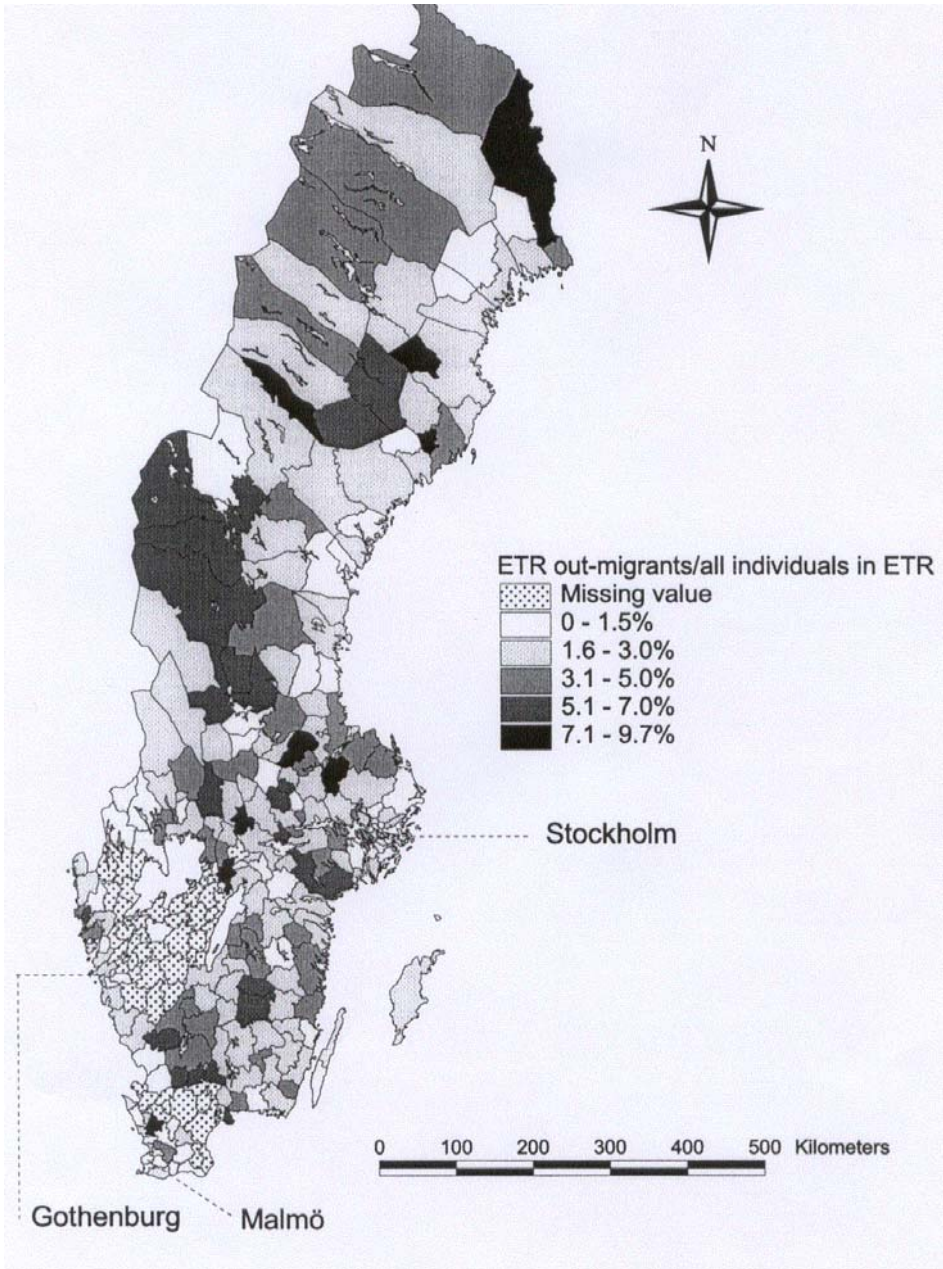 N
ETR out-migrants/all individuals in ETR
Missing value
0 - 1.5%
1.6 - 3.0%
3.1 - 5.0%
5.1 - 7.0%
7.1 - 9.7%
Stockholm
0 100 200 300 400 500 Kilometers
Gothenburg
Malmö